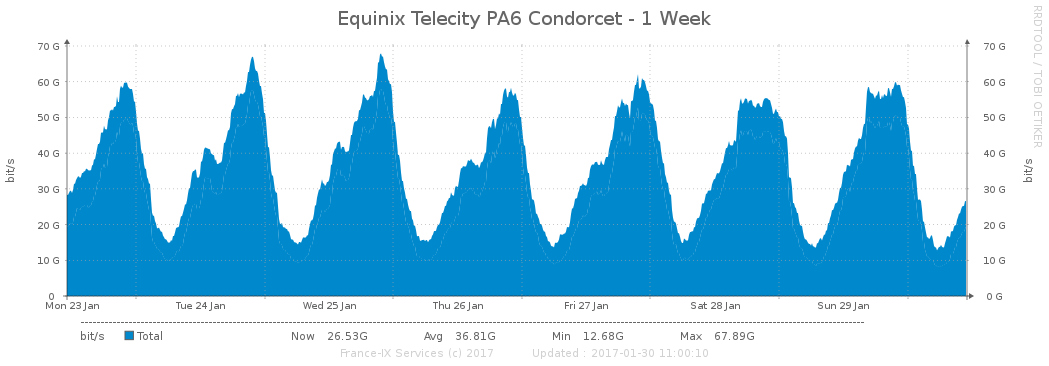 Equinix Telecity PA6 Condorcet - 1 Week
RRDTOOL / TOBI OETIKER
bit/s
70 G 70 G
60 G 60 G
50 G 50 G
40 G 40 G
30 G 30 G
20 G 20 G
10 G 10 G
0 0 G
bit/s
Mon 23 Jan Tue 24 Jan Wed 25 Jan Thu 26 Jan Fri 27 Jan Sat 28 Jan Sun 29 Jan
bit/s Total Now 26.53G Avg 36.81G Min 12.68G Max 67.89G
France-IX Services (c) 2017 Updated : 2017-01-30 11:00:10